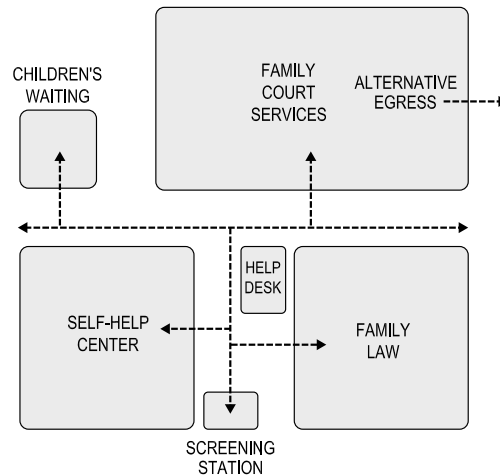 CHILDREN'S
WAITING
FAMILY
COURT
SERVICES
ALTERNATIVE
EGRESS
HELP
DESK
SELF-HELP
CENTER
FAMILY
LAW
SCREENING
STATION